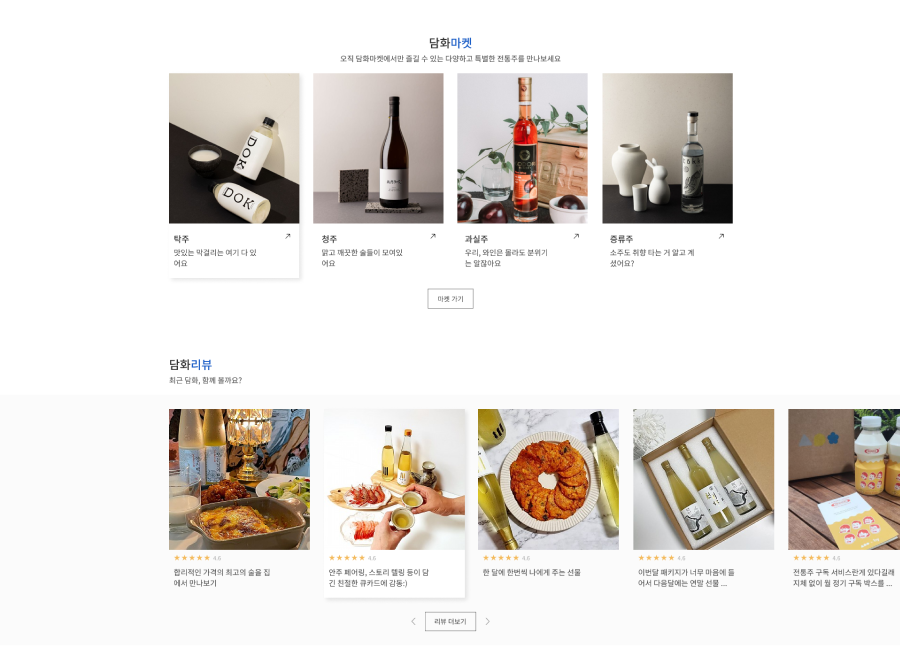 담화마켓
오직 담화마켓에서만 즐길 수 있는 다양하고 특별한 전통주를 만나보세요
DOK
DOK
탁주
맛있는 막걸리는 여기 다 있
어요
청주
맑고 깨끗한 술들이 모여있
어요
과실주
우리, 와인은 몰라도 분위기
는 알잖아요
증류주
소주도 취향 타는 거 알고 계
셨어요?
마켓 가기
담화리뷰
최근 담화, 함께 볼까요?
★★★★★ 4.6
합리적인 가격의 최고의 술을 집
에서 만나보기
★★★★★ 4.6
안주 페어링, 스토리 텔링 등이 담
긴 친절한 큐카드에 감동:)
★★★★★ 4.6
한 달에 한번씩 나에게 주는 선물
★★★★★ 4.6
이번달 패키지가 너무 마음에 들
어서 다음달에는 연말 선물 ...
★★★★★ 4.6
전통주 구독 서비스란게 있다길래
지체 없이 월 정기 구독 박스를 ...
리뷰 더보기